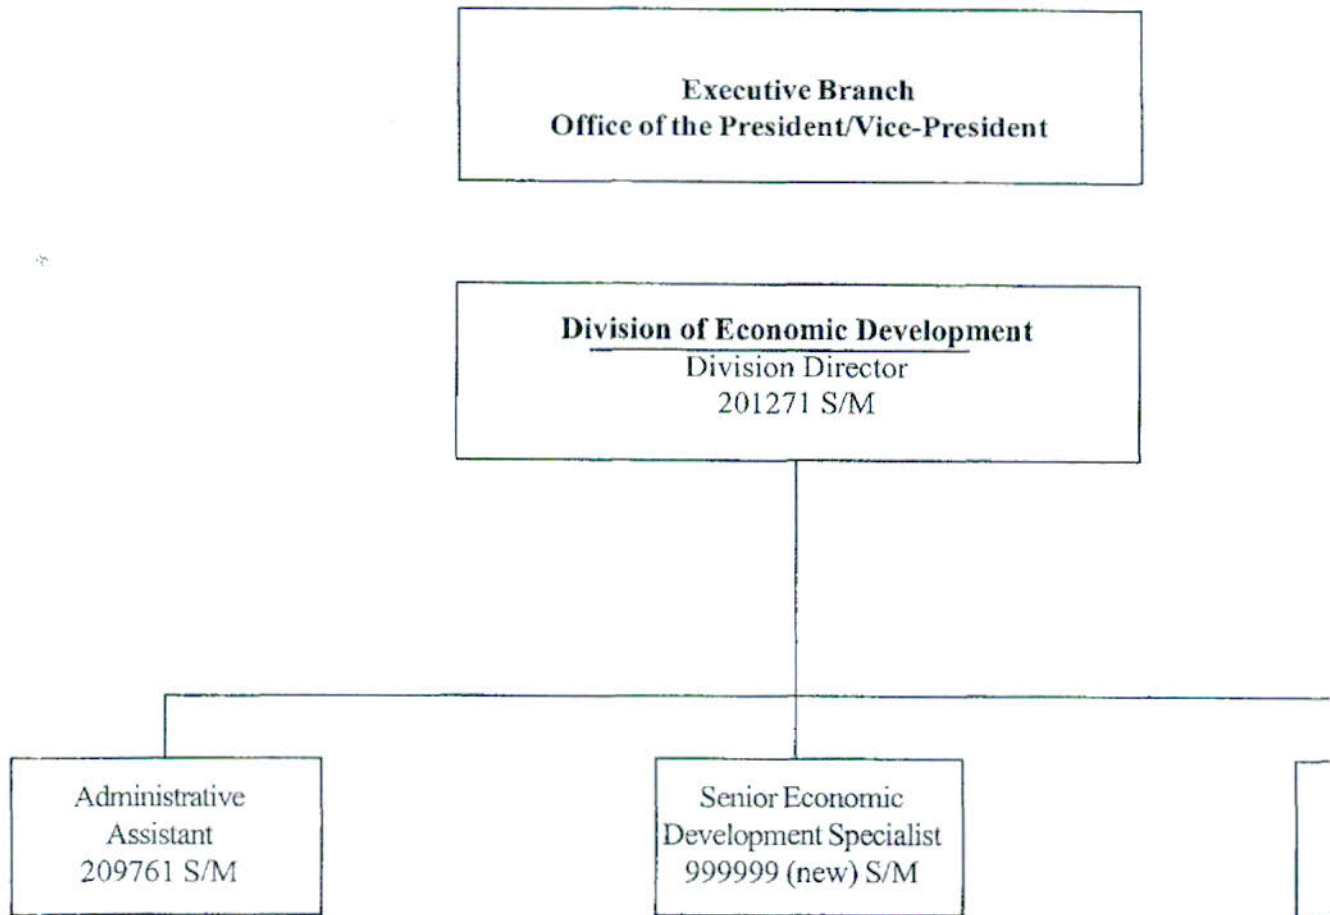 Executive Branch
Office of the President/Vice-President
Division of Economic Development
Division Director
201271 S/M
Administrative
Assistant
209761 S/M
Senior Economic
Development Specialist
999999 (new) S/M